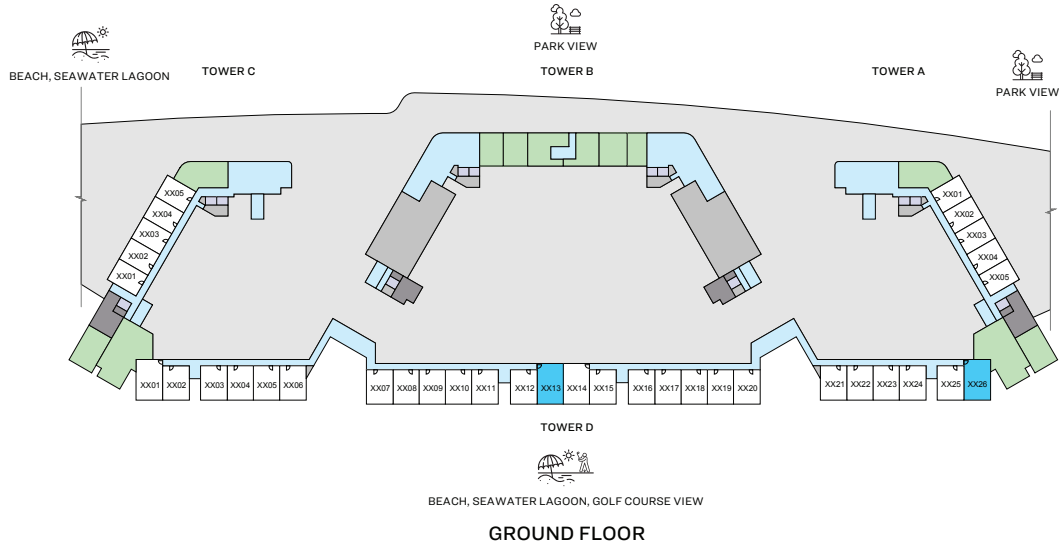 PARK VIEW
BEACH, SEAWATER LAGOON
TOWER C
TOWER B
TOWER A
PARK VIEW
XX05
XX04
XX03
XX02
XX01
XX01
XX02
XX03
XX04
XX05
XX01 XX02 XX03 XX04 XX05 XX06
XX07 XX08 XX09 XX10 XX11 XX12 XX13 XX14 XX15 XX16 XX17 XX18 XX19 XX20
XX21 XX22 XX23 XX24 XX25 XX26
TOWER D
BEACH, SEAWATER LAGOON, GOLF COURSE VIEW
GROUND FLOOR